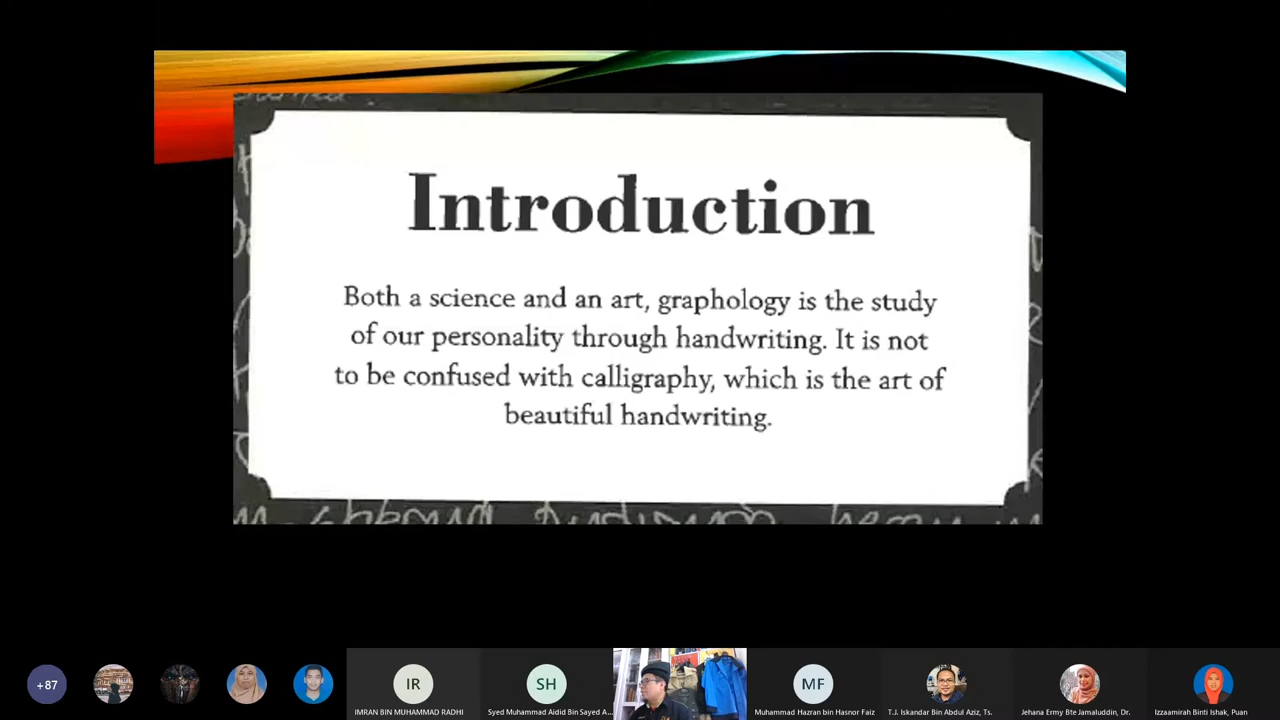 Introduction
Both a science and an art, graphology is the study
of our personality through handwriting. It is not
to be confused with calligraphy, which is the art of
beautiful handwriting.
+87
IR
SH
MF
IMRAN BIN MUHAMMAD RADHI
Syed Muhammad Aidid Bin Sayed A...
Muhammad Hazran bin Hasnor Faiz
T.J. Iskandar Bin Abdul Aziz, Ts.
Jehana Ermy Bte Jamaluddin, Dr.
Izzaamirah Binti Ishak, Puan